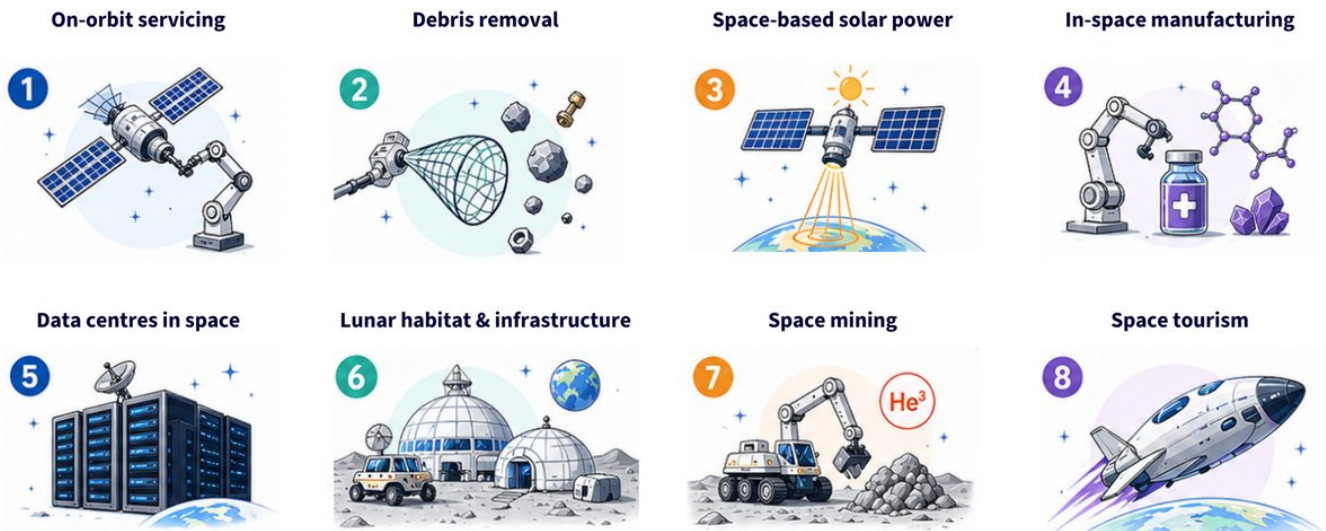 On-orbit servicing
Debris removal
Space-based solar power
In-space manufacturing
1
2
3
4
Data centres in space
Lunar habitat & infrastructure
Space mining
Space tourism
5
6
7
He³
8